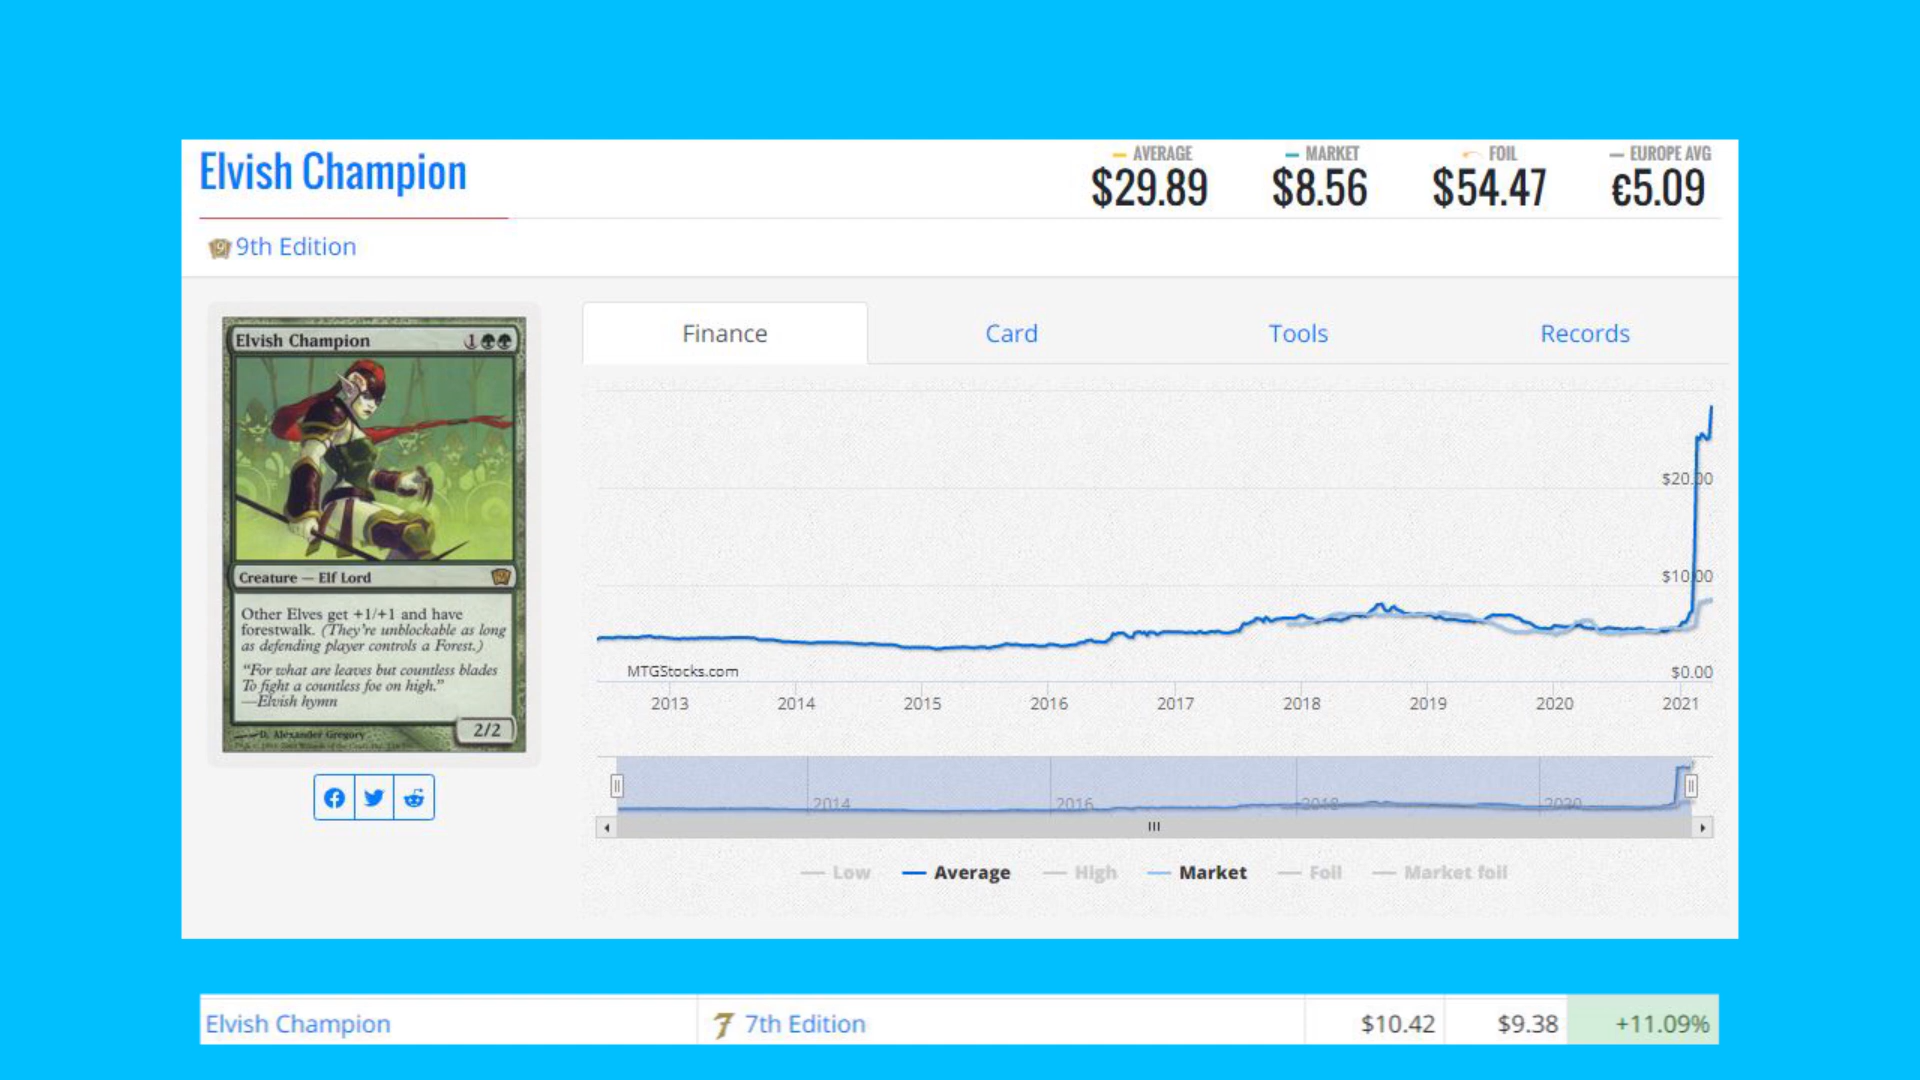 Elvish Champion
AVERAGE
$29.89
MARKET
$8.56
FOIL
$54.47
EUROPE AVG
€5.09
9th Edition
Elvish Champion 1
Creature — Elf Lord
Other Elves get +1/+1 and have
forestwalk. (They're unblockable as long
as defending player controls a Forest.)
"For what are leaves but countless blades
To fight a countless foe on high."
—Elvish hymn
2/2
D. Alexander Gregory
Finance
Card
Tools
Records
$20.00
$10.00
$0.00
MTGStocks.com
2013 2014 2015 2016 2017 2018 2019 2020 2021
2014 2016 2018 2020
Low Average High Market Foil Market foil
Elvish Champion 7 7th Edition $10.42 $9.38 +11.09%